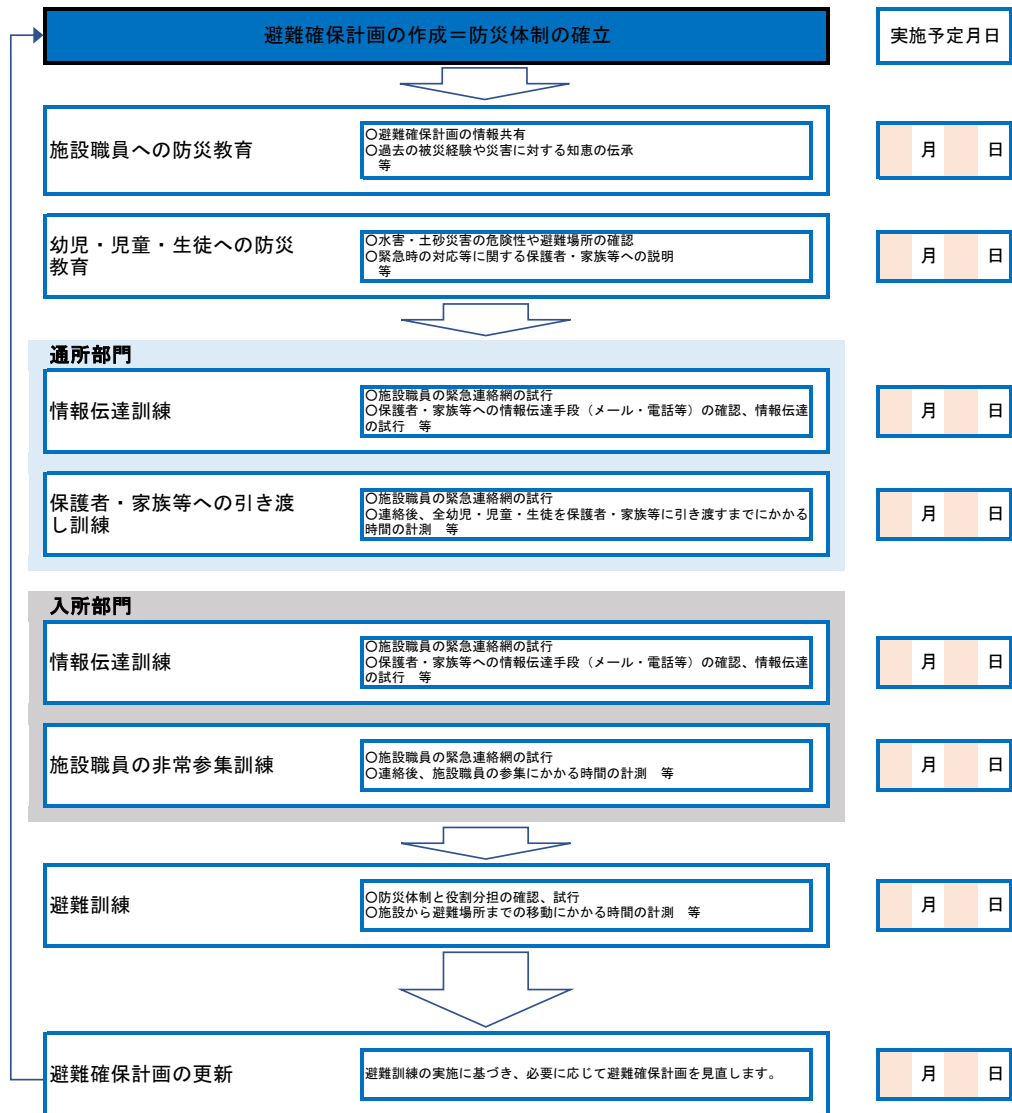 避難確保計画の作成＝防災体制の確立
実施予定月日
施設職員への防災教育
〇避難確保計画の情報共有
〇過去の被災経験や災害に対する知恵の伝承
等
月 日
幼児・児童・生徒への防災
教育
〇水害・土砂災害の危険性や避難場所の確認
〇緊急時の対応等に関する保護者・家族等への説明
等
月 日
通所部門
情報伝達訓練
〇施設職員の緊急連絡網の試行
〇保護者・家族等への情報伝達手段（メール・電話等）の確認、情報伝達
の試行　等
月 日
保護者・家族等への引き渡
し訓練
〇施設職員の緊急連絡網の試行
〇連絡後、全幼児・児童・生徒を保護者・家族等に引き渡すまでにかかる
時間の計測　等
月 日
入所部門
情報伝達訓練
〇施設職員の緊急連絡網の試行
〇保護者・家族等への情報伝達手段（メール・電話等）の確認、情報伝達
の試行　等
月 日
施設職員の非常参集訓練
〇施設職員の緊急連絡網の試行
〇連絡後、施設職員の参集にかかる時間の計測　等
月 日
避難訓練
〇防災体制と役割分担の確認、試行
〇施設から避難場所までの移動にかかる時間の計測　等
月 日
避難確保計画の更新
避難訓練の実施に基づき、必要に応じて避難確保計画を見直します。
月 日